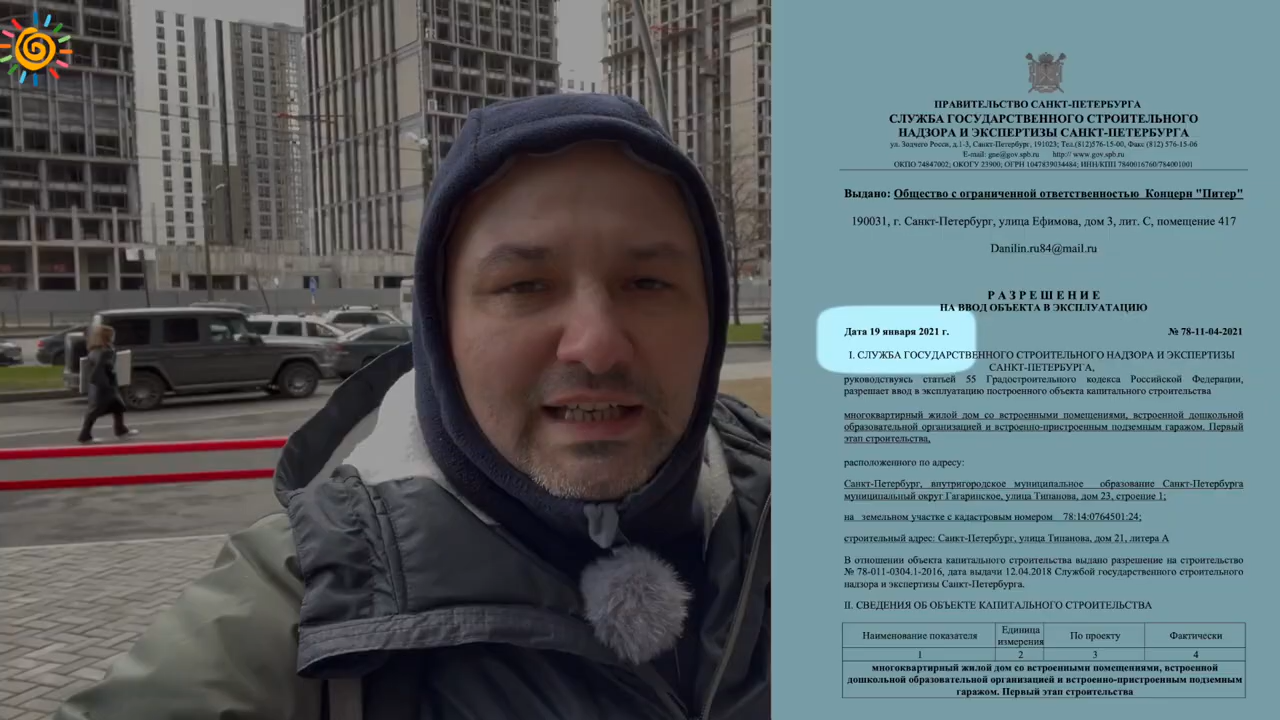 ПРАВИТЕЛЬСТВО САНКТ-ПЕТЕРБУРГА
СЛУЖБА ГОСУДАРСТВЕННОГО СТРОИТЕЛЬНОГО
НАДЗОРА И ЭКСПЕРТИЗЫ САНКТ-ПЕТЕРБУРГА
ул. Зодчего Росси, д.1-3, Санкт-Петербург, 191023; Тел.(812)576-15-00, Факс (812) 576-15-06
E-mail: gne@gov.spb.ru http:// www.gov.spb.ru
ОКПО 74847002; ОКОГУ 23900; ОГРН 1047839034484; ИНН/КПП 7840016760/784001001
Выдано: Общество с ограниченной ответственностью Концерн "Питер"
190031, г. Санкт-Петербург, улица Ефимова, дом 3, лит. С, помещение 417
Danilin.ru84@mail.ru
Р А З Р Е Ш Е Н И Е
НА ВВОД ОБЪЕКТА В ЭКСПЛУАТАЦИЮ
Дата 19 января 2021 г. № 78-11-04-2021
I. СЛУЖБА ГОСУДАРСТВЕННОГО СТРОИТЕЛЬНОГО НАДЗОРА И ЭКСПЕРТИЗЫ
САНКТ-ПЕТЕРБУРГА,
руководствуясь статьей 55 Градостроительного кодекса Российской Федерации,
разрешает ввод в эксплуатацию построенного объекта капитального строительства
многоквартирный жилой дом со встроенными помещениями, встроенной дошкольной
образовательной организацией и встроенно-пристроенным подземным гаражом. Первый
этап строительства,
расположенного по адресу:
Санкт-Петербург, внутригородское муниципальное образование Санкт-Петербурга
муниципальный округ Гагаринское, улица Типанова, дом 23, строение 1;
на земельном участке с кадастровым номером 78:14:0764501:24;
строительный адрес: Санкт-Петербург, улица Типанова, дом 21, литера А
В отношении объекта капитального строительства выдано разрешение на строительство
№ 78-011-0304.1-2016, дата выдачи 12.04.2018 Службой государственного строительного
надзора и экспертизы Санкт-Петербурга.
II. СВЕДЕНИЯ ОБ ОБЪЕКТЕ КАПИТАЛЬНОГО СТРОИТЕЛЬСТВА
Наименование показателя Единица измерения По проекту Фактически
1 2 3 4
многоквартирный жилой дом со встроенными помещениями, встроенной
дошкольной образовательной организацией и встроенно-пристроенным подземным
гаражом. Первый этап строительства